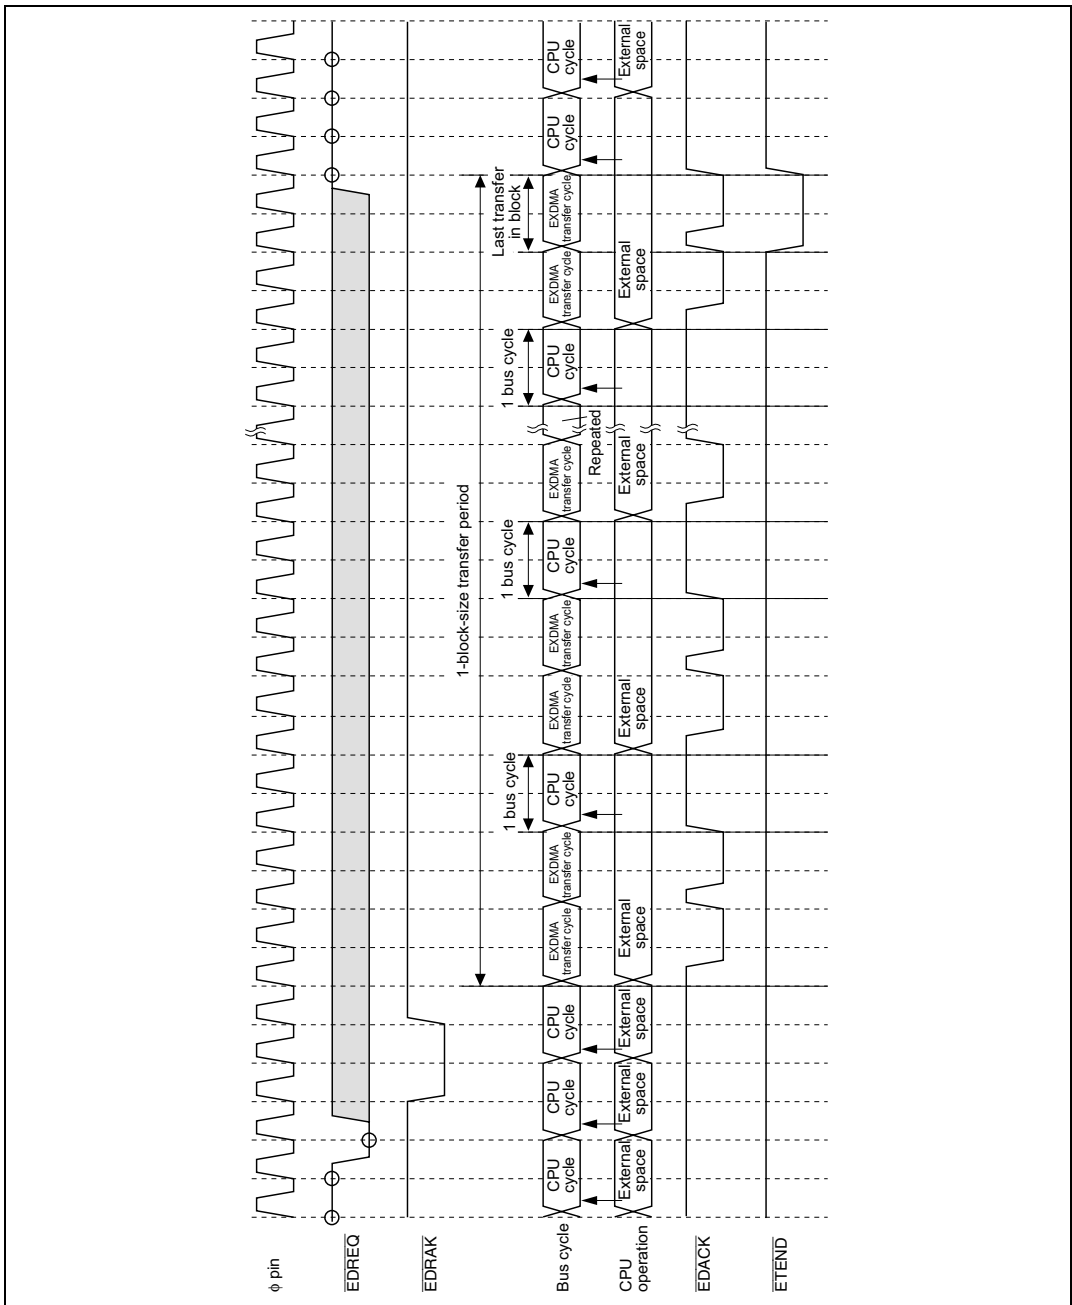 φ pin
EDREQ
EDRAK
1-block-size transfer period
1 bus cycle
1 bus cycle
1 bus cycle
Last transfer
in block
Bus cycle
CPU
cycle
CPU
cycle
CPU
cycle
EXDMA
transfer cycle
EXDMA
transfer cycle
CPU
cycle
EXDMA
transfer cycle
EXDMA
transfer cycle
CPU
cycle
EXDMA
transfer cycle
Repeated
CPU
cycle
EXDMA
transfer cycle
EXDMA
transfer cycle
CPU
cycle
CPU
cycle
CPU
operation
External
space
External
space
External
space
External
space
External
space
External
space
External
space
External
space
EDACK
ETEND